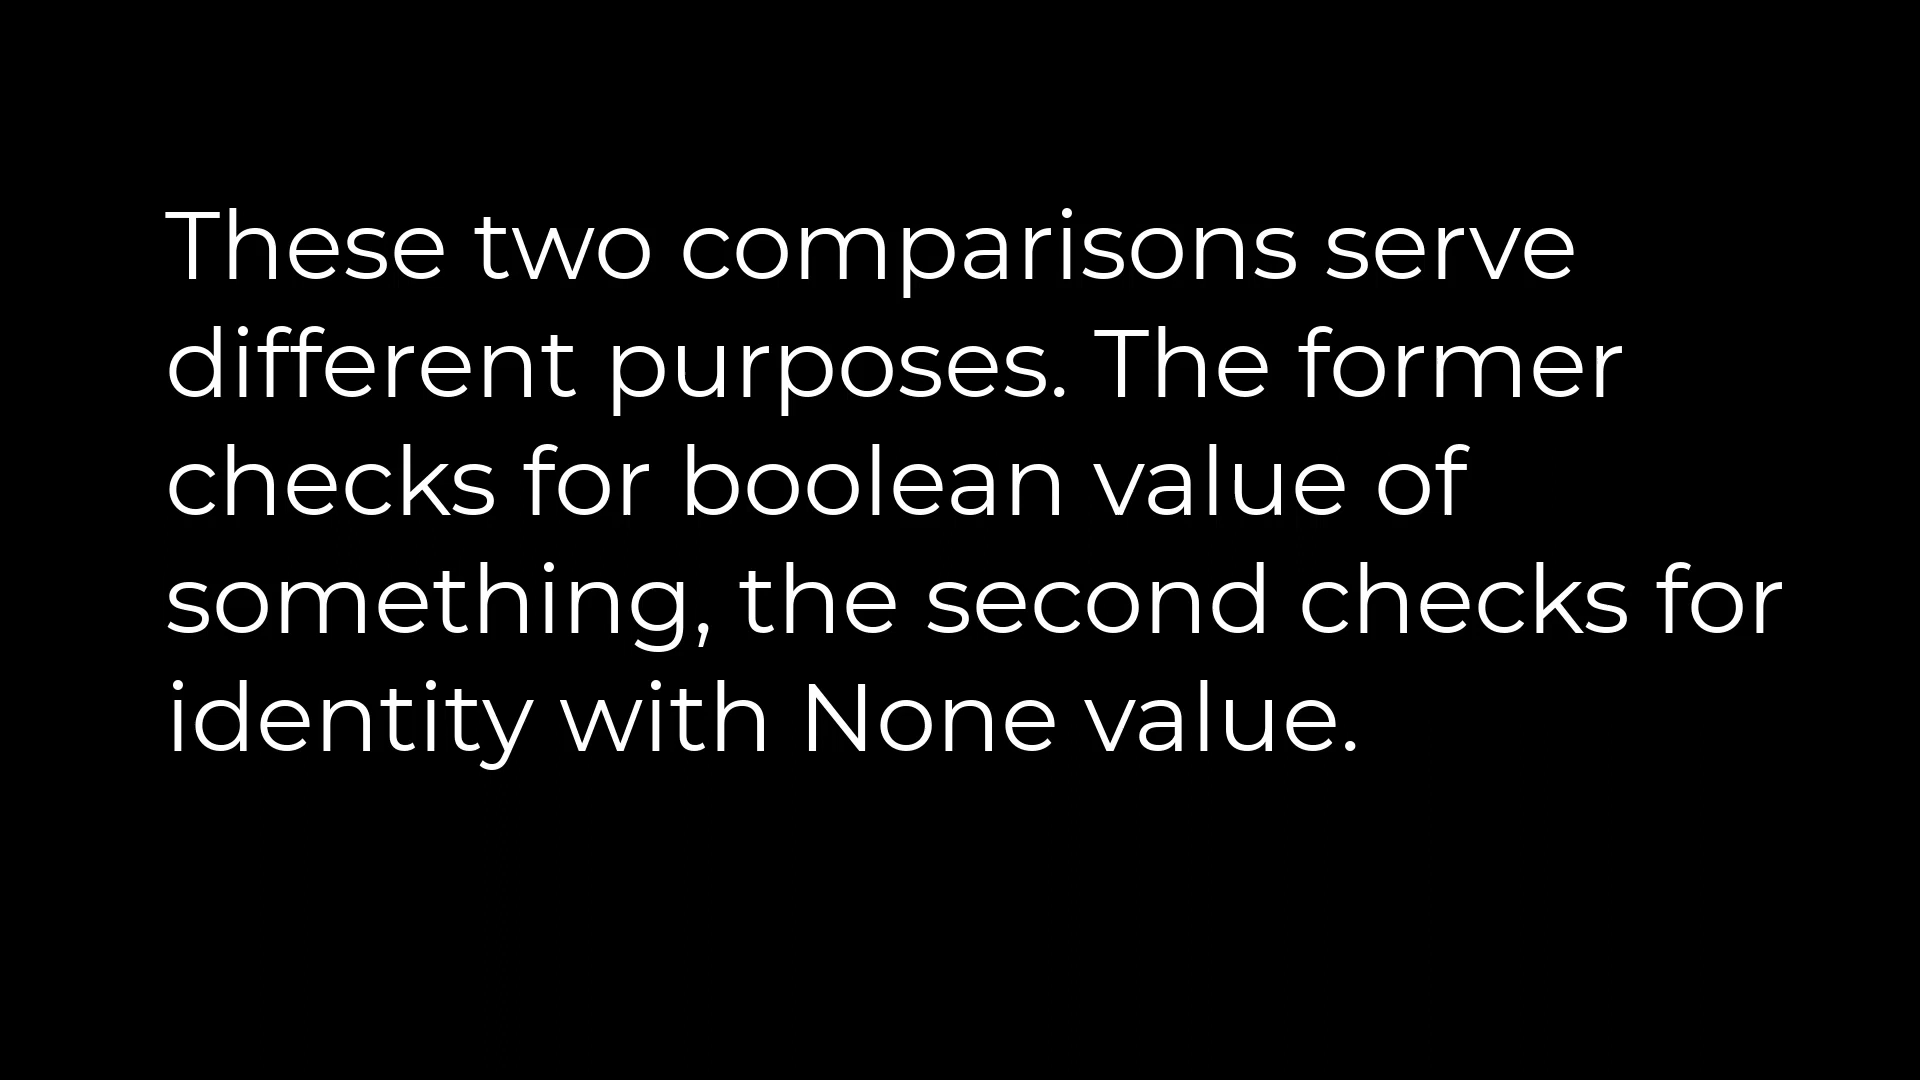 These two comparisons serve
different purposes. The former
checks for boolean value of
something, the second checks for
identity with None value.